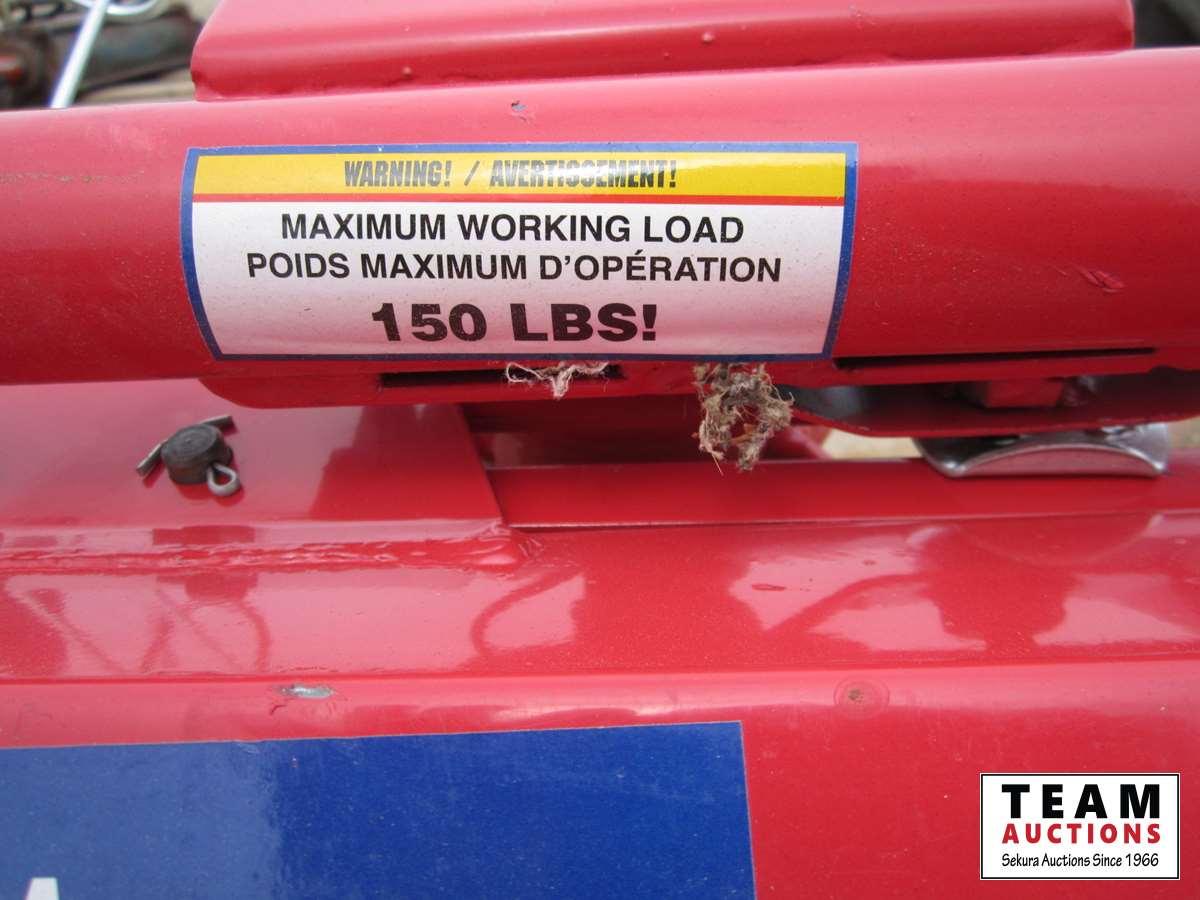 WARNING! / AVERTISSEMENT!
MAXIMUM WORKING LOAD
POIDS MAXIMUM D'OPÉRATION
150 LBS!
TEAM
AUCTIONS
Sekura Auctions Since 1966